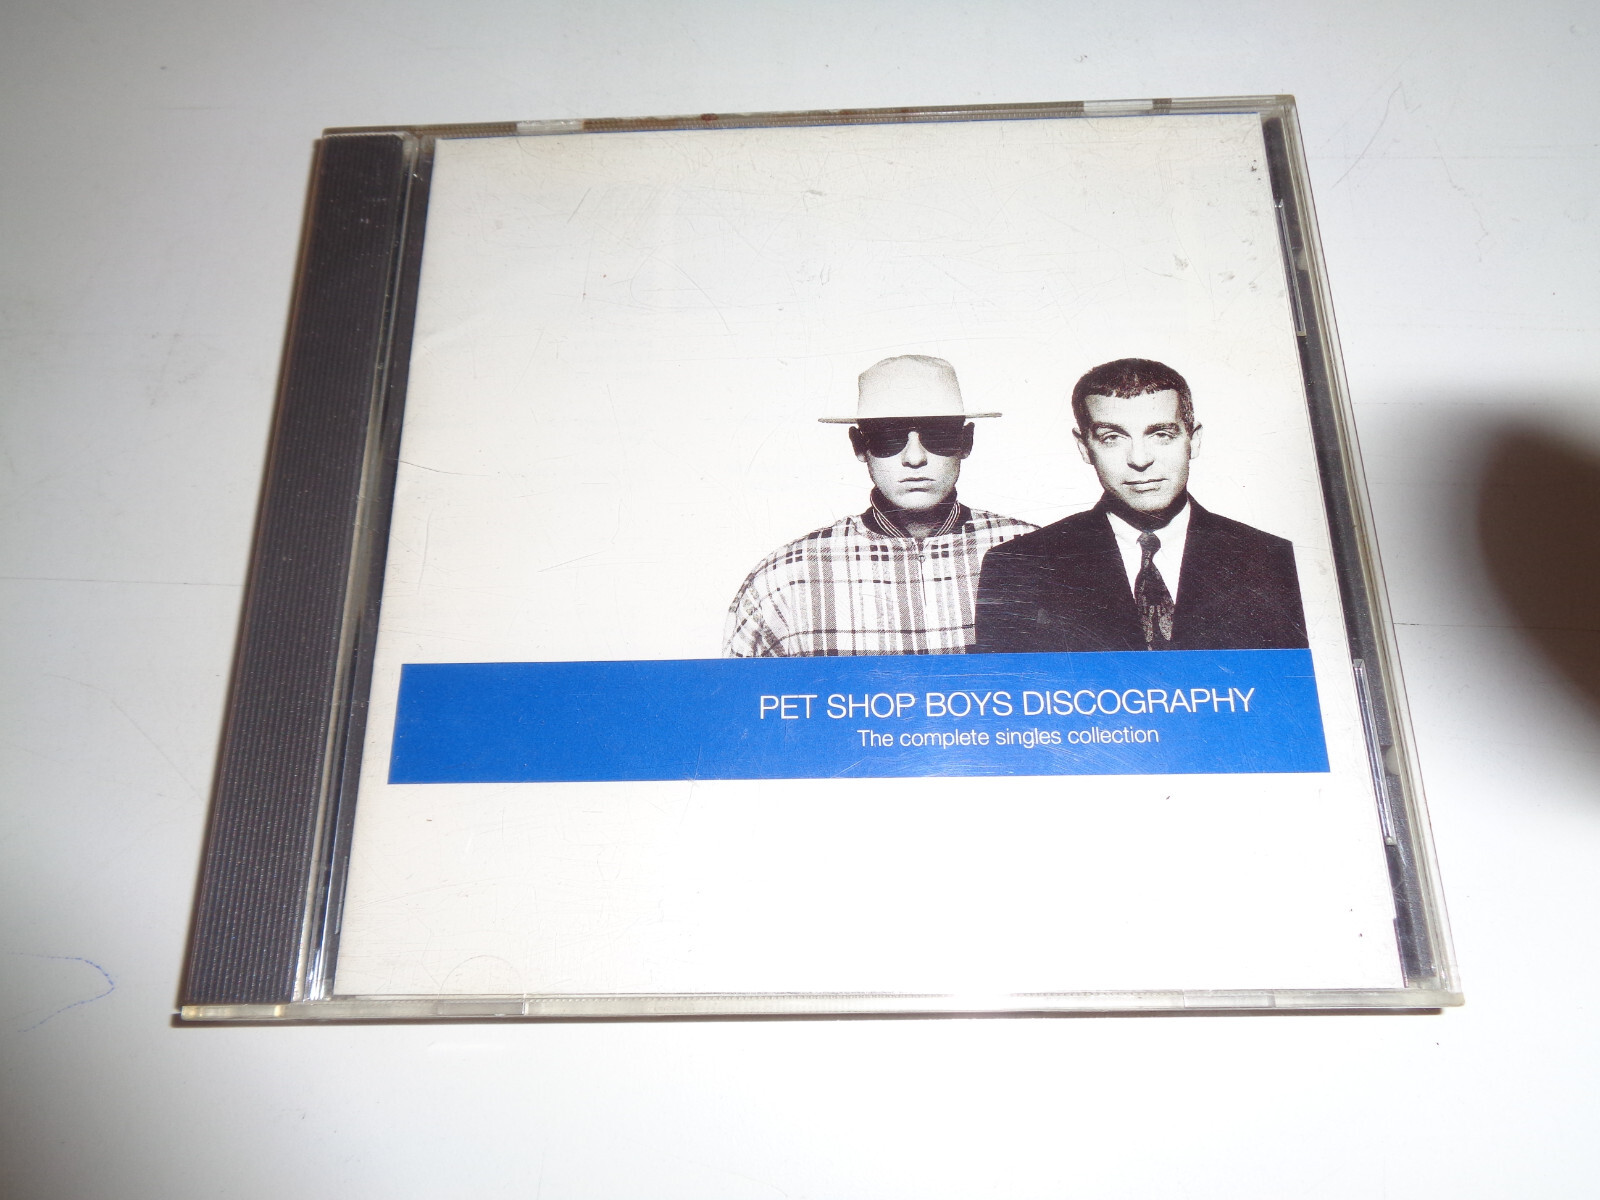 PET SHOP BOYS DISCOGRAPHY
The complete singles collection